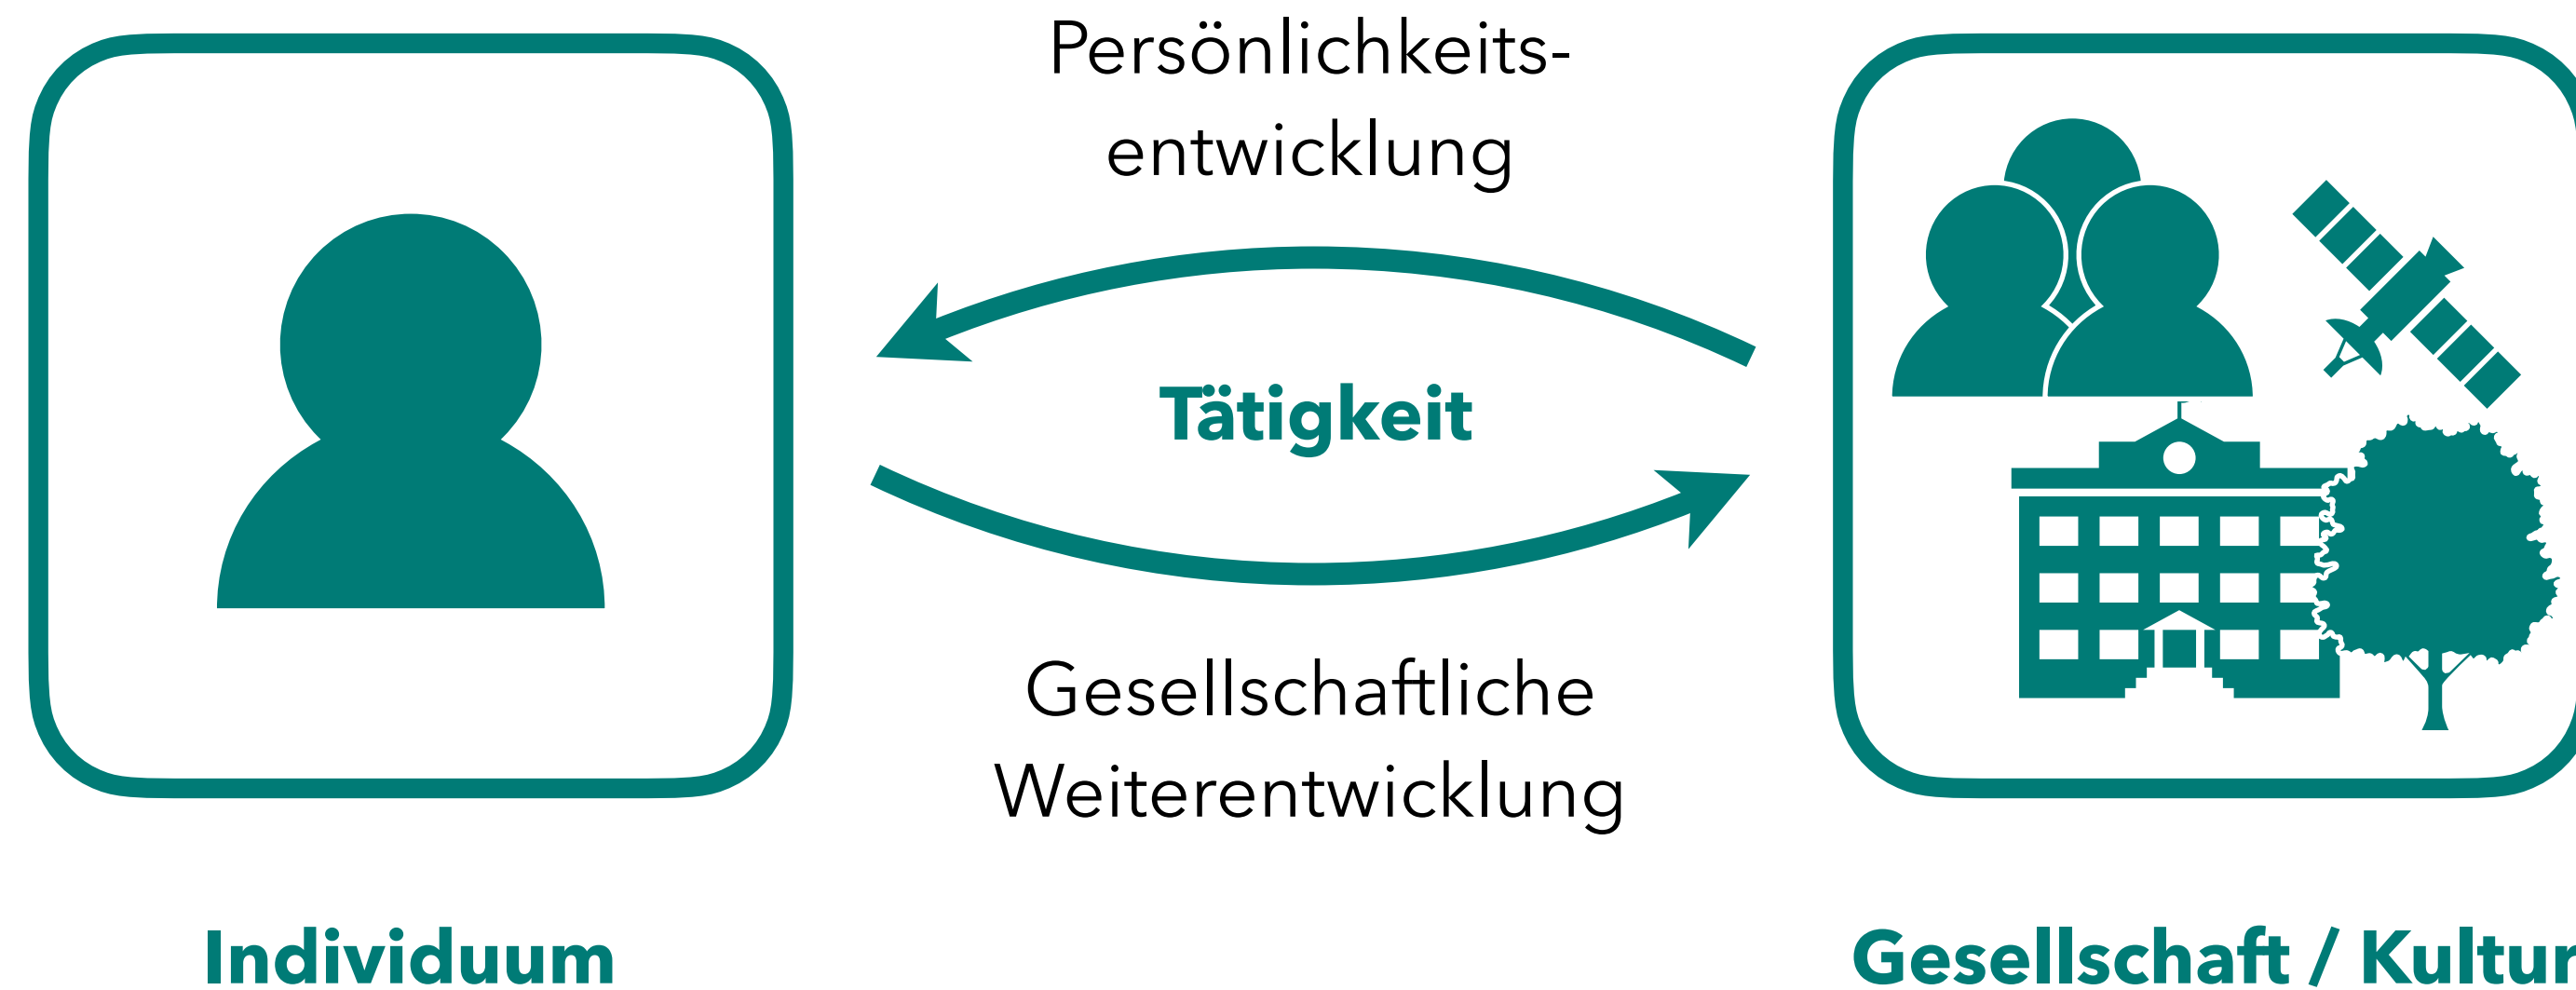 Persönlichkeits-
entwicklung
Tätigkeit
Gesellschaftliche
Weiterentwicklung
Individuum
Gesellschaft / Kultur